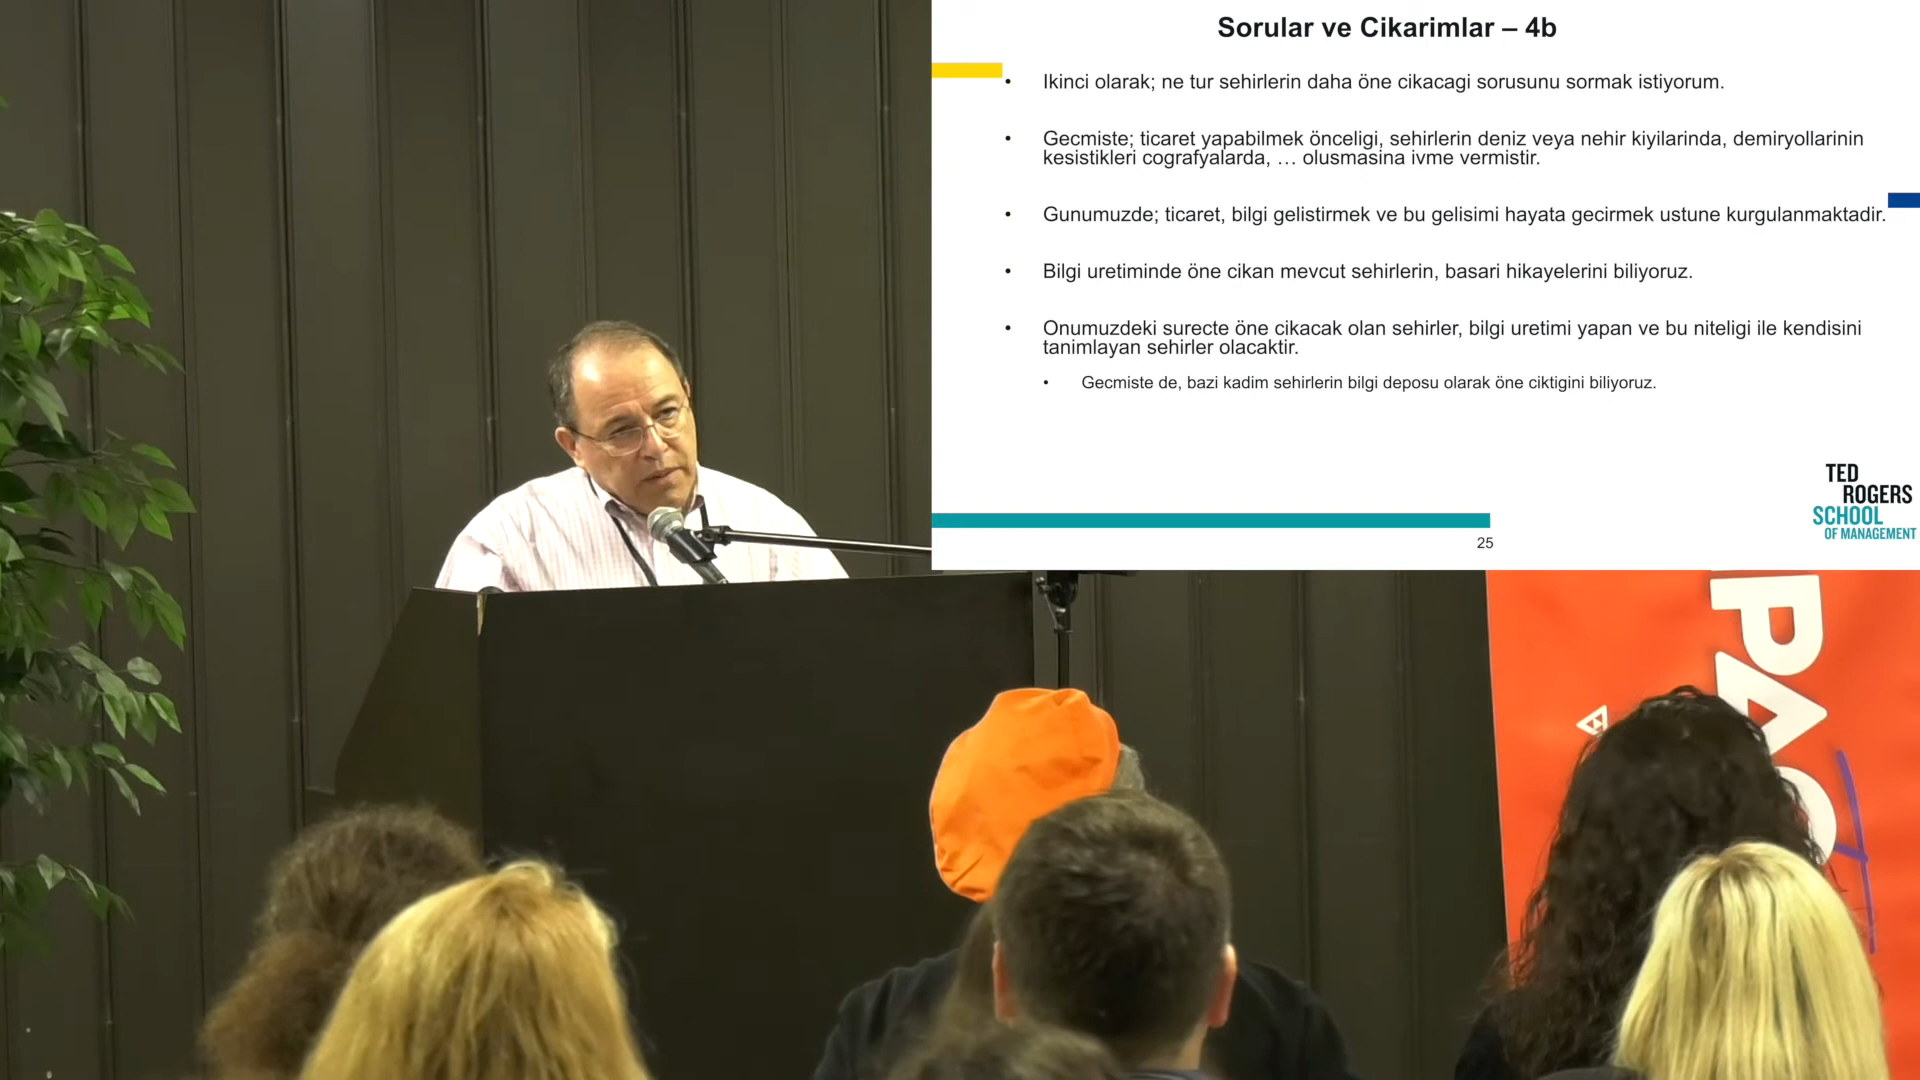 Sorular ve Cikarimlar – 4b
• Ikinci olarak; ne tur sehirlerin daha öne cikacagi sorusunu sormak istiyorum.
• Gecmiste; ticaret yapabilmek önceligi, sehirlerin deniz veya nehir kiyilarinda, demiryollarinin
kesistikleri cografyalarda, … olusmasina ivme vermistir.
• Gunumuzde; ticaret, bilgi gelistirmek ve bu gelisimi hayata gecirmek ustune kurgulanmaktadir.
• Bilgi uretiminde öne cikan mevcut sehirlerin, basari hikayelerini biliyoruz.
• Onumuzdeki surecte öne cikacak olan sehirler, bilgi uretimi yapan ve bu niteligi ile kendisini
tanimlayan sehirler olacaktir.
• Gecmiste de, bazi kadim sehirlerin bilgi deposu olarak öne ciktigini biliyoruz.
TED
ROGERS
SCHOOL
OF MANAGEMENT
25